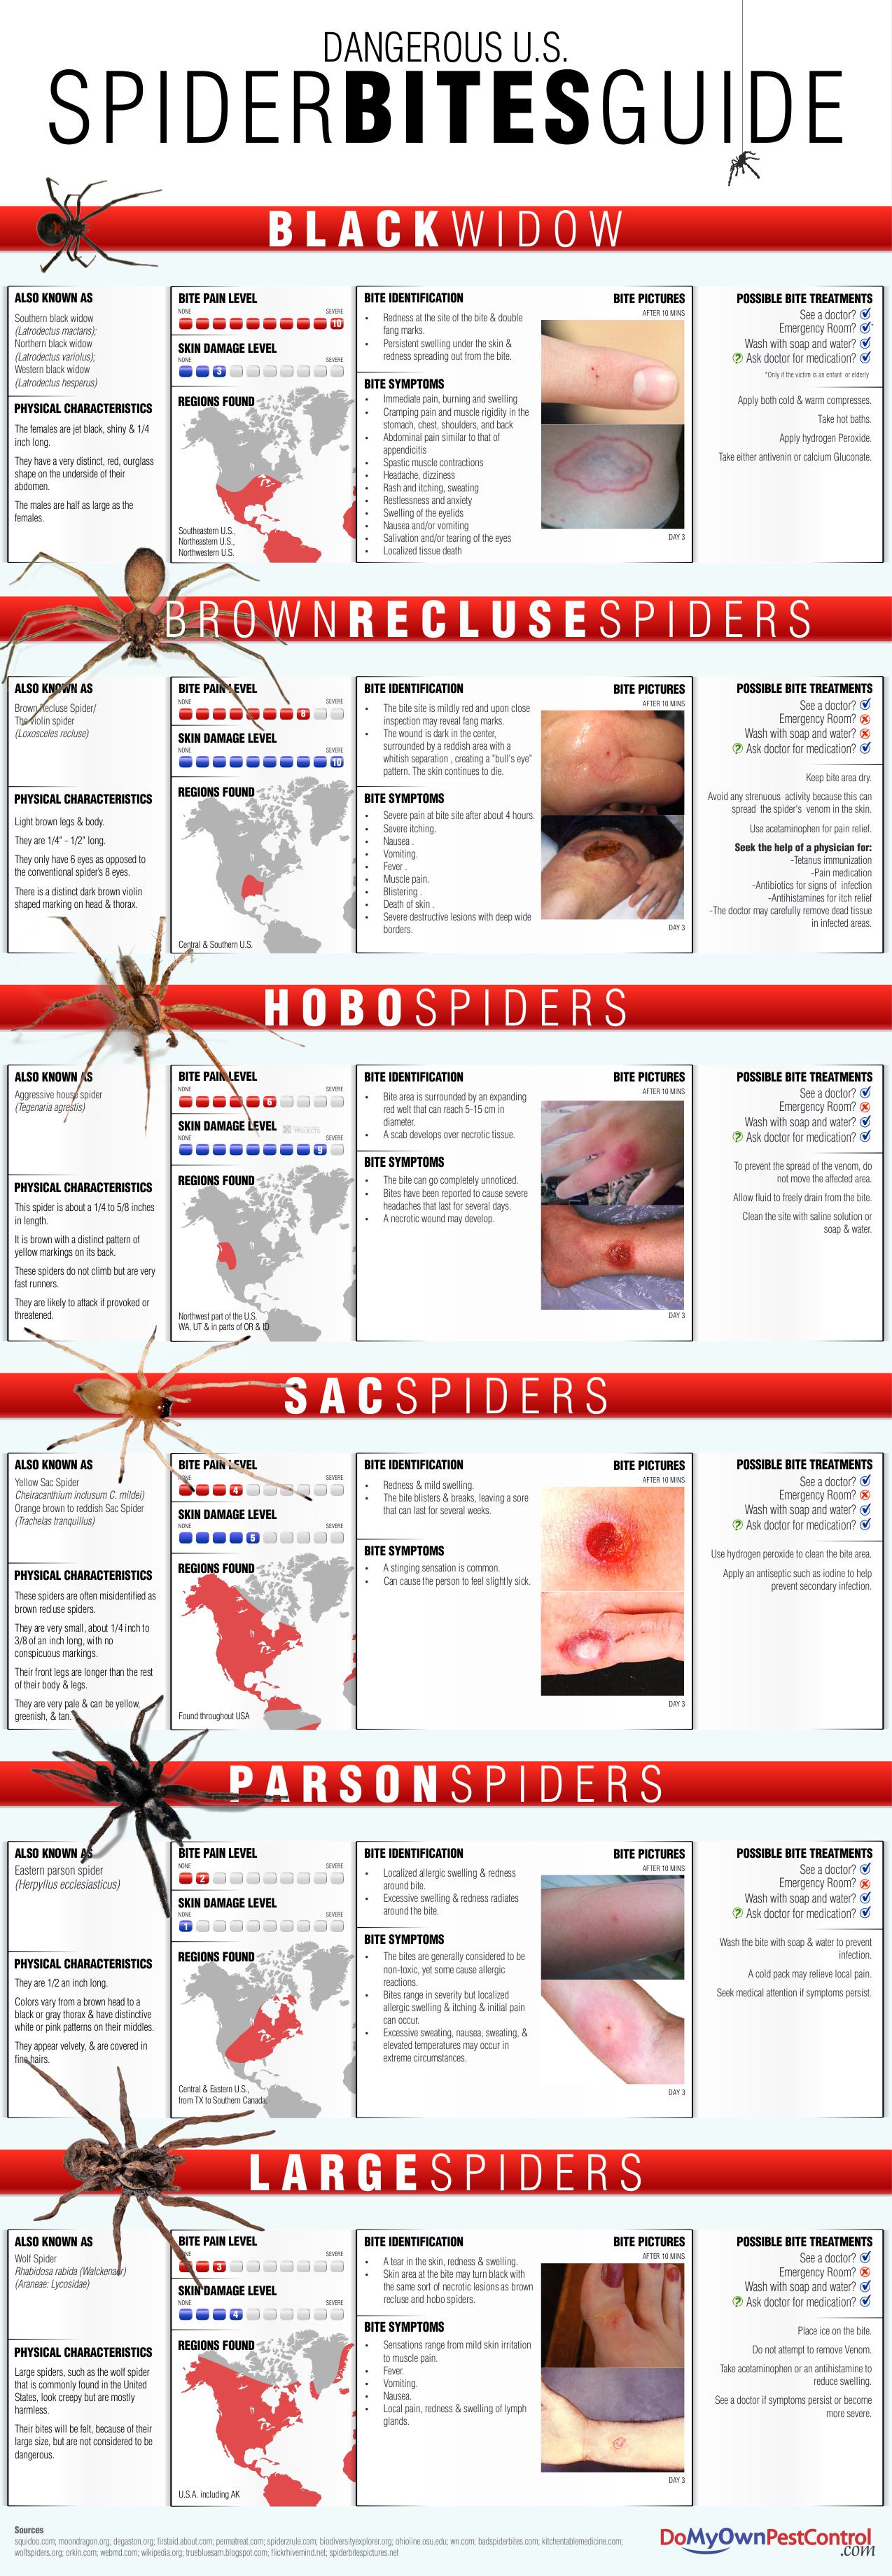 DANGEROUS U.S.
SPIDERBITESGUIDE
BLACKWIDOW
ALSO KNOWN AS
Southern black widow
(Latrodectus mactans);
Northern black widow
(Latrodectus variolus);
Western black widow
(Latrodectus hesperus)
PHYSICAL CHARACTERISTICS
The females are jet black, shiny & 1/4
inch long.
They have a very distinct, red, ourglass
shape on the underside of their
abdomen.
The males are half as large as the
females.
BITE PAIN LEVEL
NONE SEVERE
10
SKIN DAMAGE LEVEL
NONE SEVERE
3
REGIONS FOUND
Southeastern U.S.,
Northeastern U.S.,
Northwestern U.S.
BITE IDENTIFICATION
• Redness at the site of the bite & double
fang marks.
• Persistent swelling under the skin &
redness spreading out from the bite.
BITE SYMPTOMS
• Immediate pain, burning and swelling
• Cramping pain and muscle rigidity in the
stomach, chest, shoulders, and back
• Abdominal pain similar to that of
appendicitis
• Spastic muscle contractions
• Headache, dizziness
• Rash and itching, sweating
• Restlessness and anxiety
• Swelling of the eyelids
• Nausea and/or vomiting
• Salivation and/or tearing of the eyes
• Localized tissue death
BITE PICTURES
AFTER 10 MINS
DAY 3
POSSIBLE BITE TREATMENTS
See a doctor?
Emergency Room? *
Wash with soap and water?
? Ask doctor for medication?
*Only if the victim is an enfant or elderly
Apply both cold & warm compresses.
Take hot baths.
Apply hydrogen Peroxide.
Take either antivenin or calcium Gluconate.
BROWNRECLUSESPIDERS
ALSO KNOWN AS
Brown Recluse Spider/
The violin spider
(Loxosceles recluse)
PHYSICAL CHARACTERISTICS
Light brown legs & body.
They are 1/4" - 1/2" long.
They only have 6 eyes as opposed to
the conventional spider's 8 eyes.
There is a distinct dark brown violin
shaped marking on head & thorax.
BITE PAIN LEVEL
NONE SEVERE
8
SKIN DAMAGE LEVEL
NONE SEVERE
10
REGIONS FOUND
Central & Southern U.S.
BITE IDENTIFICATION
• The bite site is mildly red and upon close
inspection may reveal fang marks.
• The wound is dark in the center,
surrounded by a reddish area with a
whitish separation , creating a "bull's eye"
pattern. The skin continues to die.
BITE SYMPTOMS
• Severe pain at bite site after about 4 hours.
• Severe itching.
• Nausea .
• Vomiting.
• Fever .
• Muscle pain.
• Blistering .
• Death of skin .
• Severe destructive lesions with deep wide
borders.
BITE PICTURES
AFTER 10 MINS
DAY 3
POSSIBLE BITE TREATMENTS
See a doctor?
Emergency Room?
Wash with soap and water?
? Ask doctor for medication?
Keep bite area dry.
Avoid any strenuous activity because this can
spread the spider's venom in the skin.
Use acetaminophen for pain relief.
Seek the help of a physician for:
-Tetanus immunization
-Pain medication
-Antibiotics for signs of infection
-Antihistamines for itch relief
-The doctor may carefully remove dead tissue
in infected areas.
HOBOSPIDERS
ALSO KNOWN AS
Aggressive house spider
(Tegenaria agrestis)
PHYSICAL CHARACTERISTICS
This spider is about a 1/4 to 5/8 inches
in length.
It is brown with a distinct pattern of
yellow markings on its back.
These spiders do not climb but are very
fast runners.
They are likely to attack if provoked or
threatened.
BITE PAIN LEVEL
NONE SEVERE
6
SKIN DAMAGE LEVEL
NONE SEVERE
9
REGIONS FOUND
Northwest part of the U.S.
WA, UT & in parts of OR & ID
BITE IDENTIFICATION
• Bite area is surrounded by an expanding
red welt that can reach 5-15 cm in
diameter.
• A scab develops over necrotic tissue.
BITE SYMPTOMS
• The bite can go completely unnoticed.
• Bites have been reported to cause severe
headaches that last for several days.
• A necrotic wound may develop.
BITE PICTURES
AFTER 10 MINS
DAY 3
POSSIBLE BITE TREATMENTS
See a doctor?
Emergency Room?
Wash with soap and water?
? Ask doctor for medication?
To prevent the spread of the venom, do
not move the affected area.
Allow fluid to freely drain from the bite.
Clean the site with saline solution or
soap & water.
SACSPIDERS
ALSO KNOWN AS
Yellow Sac Spider
Cheiracanthium inclusum C. mildei)
Orange brown to reddish Sac Spider
(Trachelas tranquillus)
PHYSICAL CHARACTERISTICS
These spiders are often misidentified as
brown recluse spiders.
They are very small, about 1/4 inch to
3/8 of an inch long, with no
conspicuous markings.
Their front legs are longer than the rest
of their body & legs.
They are very pale & can be yellow,
greenish, & tan.
BITE PAIN LEVEL
NONE SEVERE
4
SKIN DAMAGE LEVEL
NONE SEVERE
5
REGIONS FOUND
Found throughout USA
BITE IDENTIFICATION
• Redness & mild swelling.
• The bite blisters & breaks, leaving a sore
that can last for several weeks.
BITE SYMPTOMS
• A stinging sensation is common.
• Can cause the person to feel slightly sick.
BITE PICTURES
AFTER 10 MINS
DAY 3
POSSIBLE BITE TREATMENTS
See a doctor?
Emergency Room?
Wash with soap and water?
? Ask doctor for medication?
Use hydrogen peroxide to clean the bite area.
Apply an antiseptic such as iodine to help
prevent secondary infection.
PARSONSPIDERS
ALSO KNOWN AS
Eastern parson spider
(Herpyllus ecclesiasticus)
PHYSICAL CHARACTERISTICS
They are 1/2 an inch long.
Colors vary from a brown head to a
black or gray thorax & have distinctive
white or pink patterns on their middles.
They appear velvety, & are covered in
fine hairs.
BITE PAIN LEVEL
NONE SEVERE
2
SKIN DAMAGE LEVEL
NONE SEVERE
1
REGIONS FOUND
Central & Eastern U.S.,
from TX to Southern Canada.
BITE IDENTIFICATION
• Localized allergic swelling & redness
around bite.
• Excessive swelling & redness radiates
around the bite.
BITE SYMPTOMS
• The bites are generally considered to be
non-toxic, yet some cause allergic
reactions.
• Bites range in severity but localized
allergic swelling & itching & initial pain
can occur.
• Excessive sweating, nausea, sweating, &
elevated temperatures may occur in
extreme circumstances.
BITE PICTURES
AFTER 10 MINS
DAY 3
POSSIBLE BITE TREATMENTS
See a doctor?
Emergency Room?
Wash with soap and water?
? Ask doctor for medication?
Wash the bite with soap & water to prevent
infection.
A cold pack may relieve local pain.
Seek medical attention if symptoms persist.
LARGESPIDERS
ALSO KNOWN AS
Wolf Spider
Rhabidosa rabida (Walckenaer)
(Araneae: Lycosidae)
PHYSICAL CHARACTERISTICS
Large spiders, such as the wolf spider
that is commonly found in the United
States, look creepy but are mostly
harmless.
Their bites will be felt, because of their
large size, but are not considered to be
dangerous.
BITE PAIN LEVEL
NONE SEVERE
3
SKIN DAMAGE LEVEL
NONE SEVERE
4
REGIONS FOUND
U.S.A. including AK
BITE IDENTIFICATION
• A tear in the skin, redness & swelling.
• Skin area at the bite may turn black with
the same sort of necrotic lesions as brown
recluse and hobo spiders.
BITE SYMPTOMS
• Sensations range from mild skin irritation
to muscle pain.
• Fever.
• Vomiting.
• Nausea.
• Local pain, redness & swelling of lymph
glands.
BITE PICTURES
AFTER 10 MINS
DAY 3
POSSIBLE BITE TREATMENTS
See a doctor?
Emergency Room?
Wash with soap and water?
? Ask doctor for medication?
Place ice on the bite.
Do not attempt to remove Venom.
Take acetaminophen or an antihistamine to
reduce swelling.
See a doctor if symptoms persist or become
more severe.
Sources
squidoo.com; moondragon.org; degaston.org; firstaid.about.com; permatreat.com; spiderzrule.com; biodiversityexplorer.org; ohioline.osu.edu; wn.com; badspiderbites.com; kitchentablemedicine.com;
wolfspiders.org; orkin.com; webmd.com; wikipedia.org; truebluesam.blogspot.com; flickrhivemind.net; spiderbitespictures.net
DoMyOwnPestControl
.com